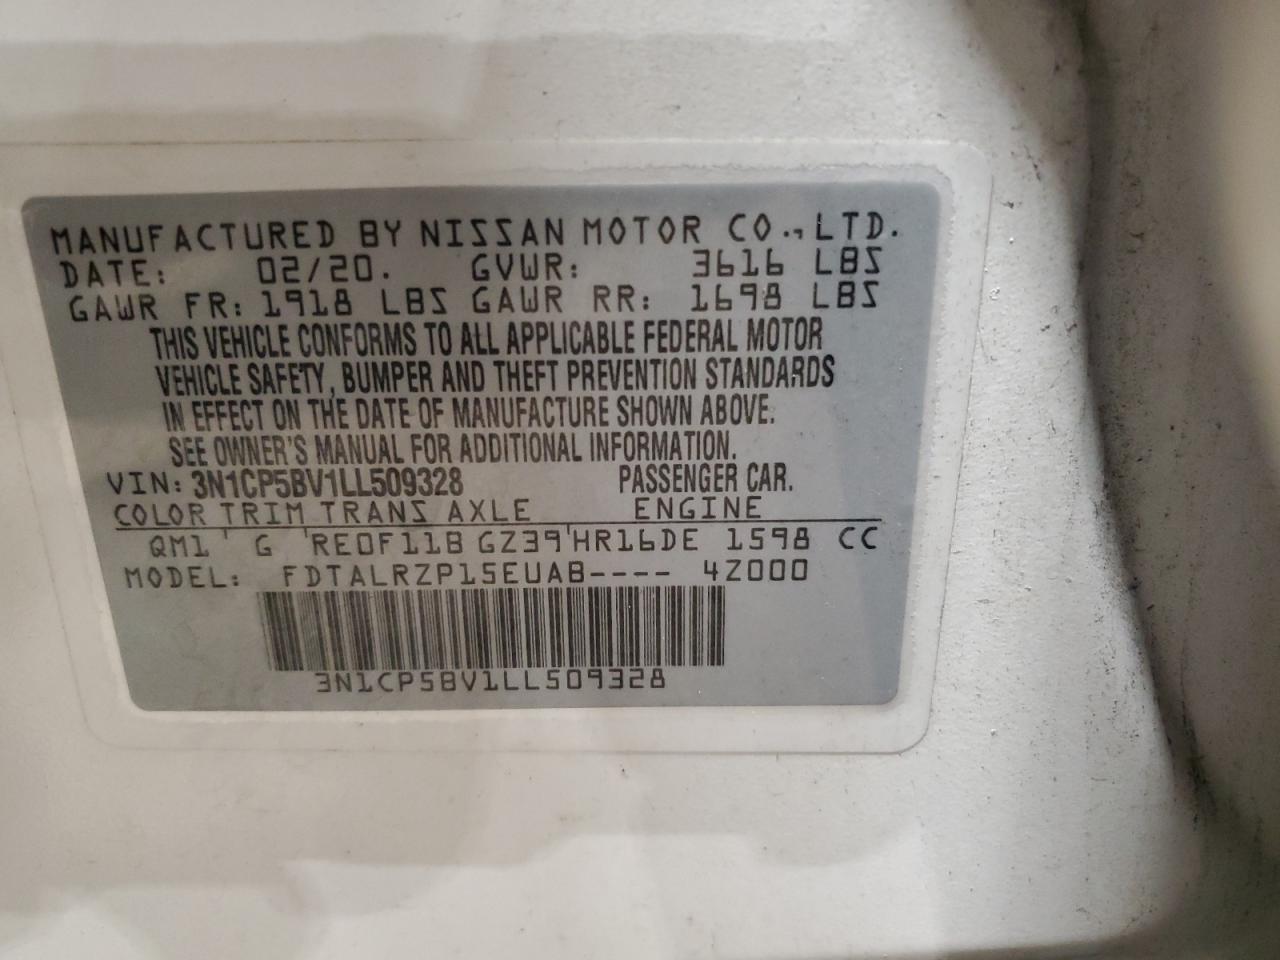 MANUFACTURED BY NISSAN MOTOR CO., LTD.
DATE: 02/20. GVWR: 3616 LBS
GAWR FR: 1918 LBS GAWR RR: 1698 LBS
THIS VEHICLE CONFORMS TO ALL APPLICABLE FEDERAL MOTOR
VEHICLE SAFETY, BUMPER AND THEFT PREVENTION STANDARDS
IN EFFECT ON THE DATE OF MANUFACTURE SHOWN ABOVE.
SEE OWNER'S MANUAL FOR ADDITIONAL INFORMATION.
VIN: 3N1CP5BV1LL509328 PASSENGER CAR.
COLOR TRIM TRANS AXLE ENGINE
QM1 ' G ' RE0F11B GZ39 ' HR16DE 1598 CC
MODEL: FDTALRZP15EUAB---- 4Z000
3N1CP5BV1LL509328